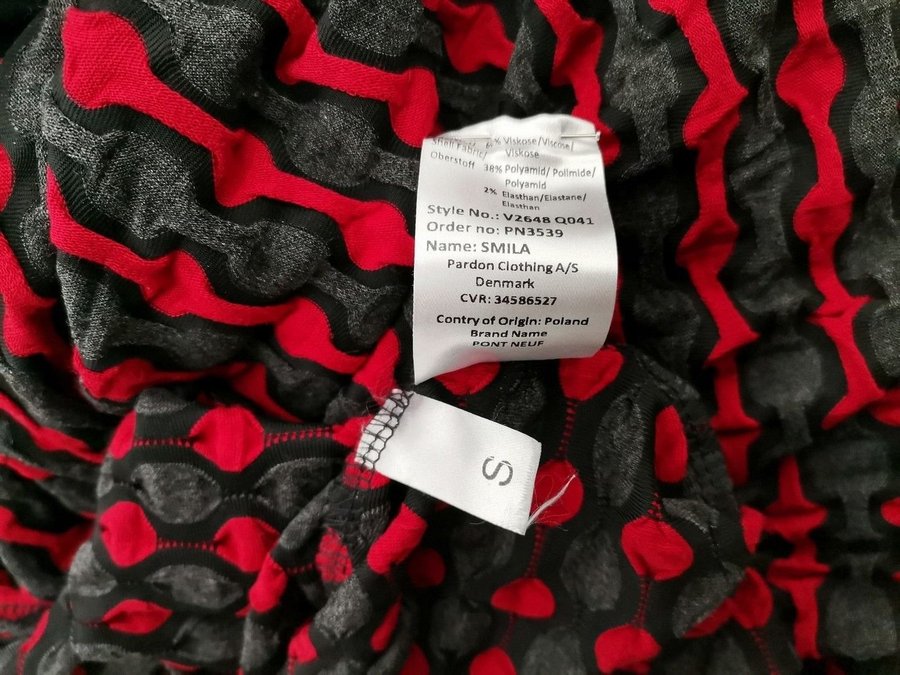 Shell Fabric/ % Viskose/Viscose/
Viskose
Oberstoff 38% Polyamid/ Polimide/
Polyamid
2% Elasthan/Elastane/
Elasthan
Style No.: V2648 Q041
Order no: PN3539
Name: SMILA
Pardon Clothing A/S
Denmark
CVR: 34586527
Contry of Origin: Poland
Brand Name
PONT NEUF
S